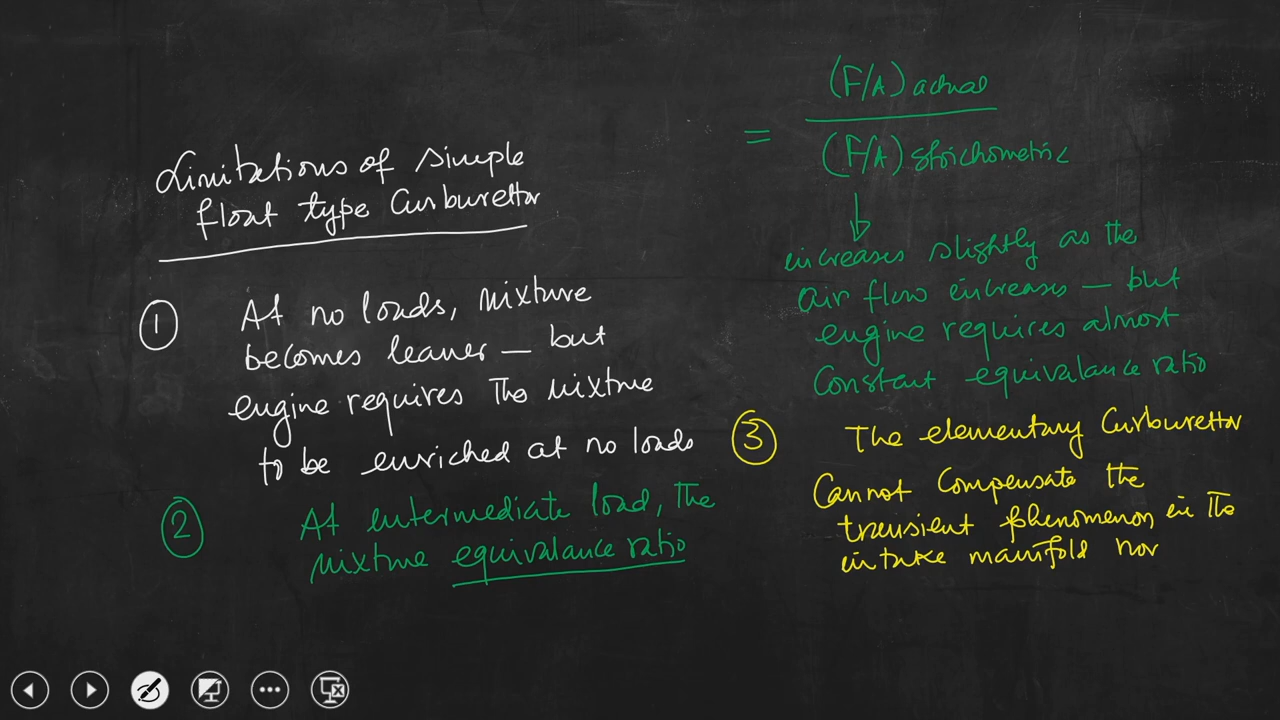 Limitations of simple
float type Carburettor
① At no loads, mixture
becomes leaner — but
engine requires the mixture
to be enriched at no loads
② At intermediate load, the
mixture equivalance ratio
= (F/A) actual
(F/A) stoichometric
increases slightly as the
air flow increases — but
engine requires almost
Constant equivalance ratio
③ The elementary Carburettor
Cannot Compensate the
transient phenomenon in the
intake manifold nor